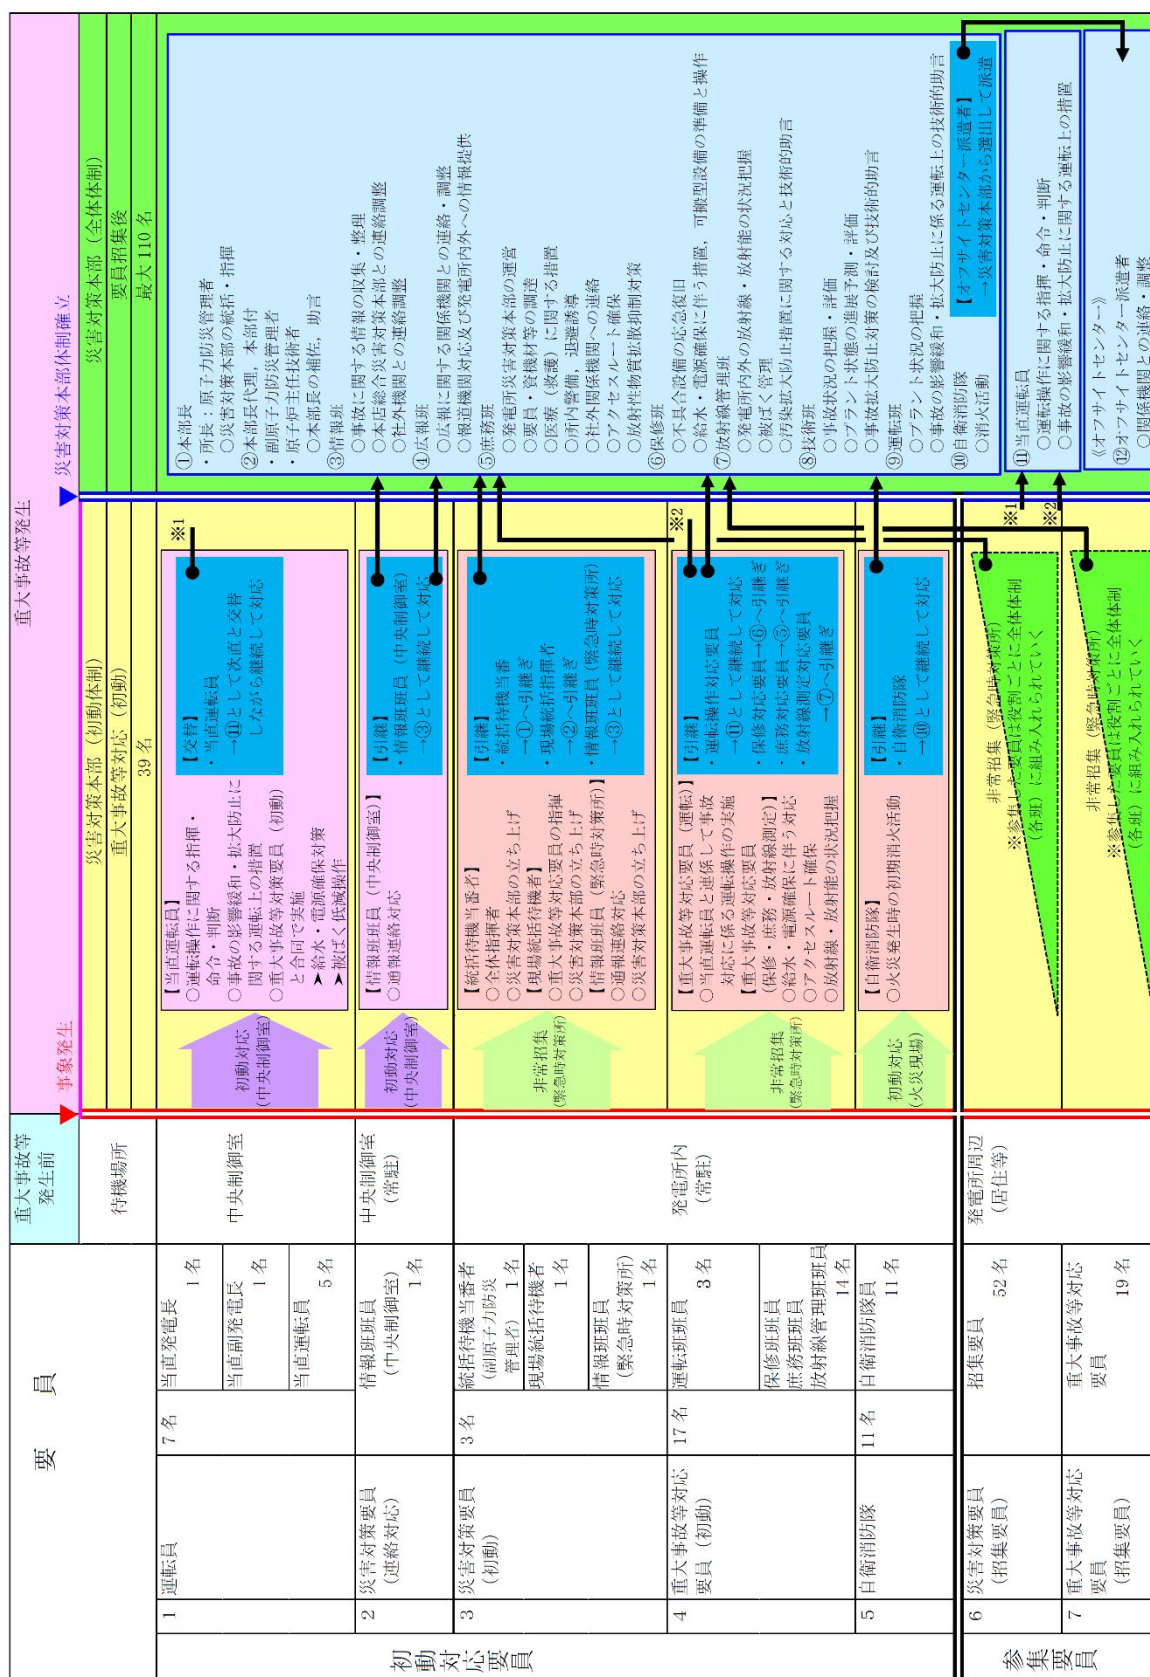 要　員
重大事故等
発生前
重大事故等発生
待機場所
▼事象発生
▼災害対策本部体制確立
災害対策本部（初動体制）
重大事故等対応（初動）
39 名
災害対策本部（全体体制）
要員招集後
最大 110 名
初動対応要員
1
運転員
7 名
当直発電長
1 名
当直副発電長
1 名
当直運転員
5 名
中央制御室
初動対応
（中央制御室）
【当直運転員】
○運転操作に関する指揮・
命令・判断
○事故の影響緩和・拡大防止に
関する運転上の措置
○重大事故等対策要員（初動）
と合同で実施
➤給水・電源確保対策
➤被ばく低減操作
【交替】
・当直運転員
→⑪として次直と交替
しながら継続して対応
※1
2
災害対策要員
（連絡対応）
情報班班員
（中央制御室）
1 名
中央制御室
（常駐）
初動対応
（中央制御室）
【情報班班員（中央制御室）】
○通報連絡対応
【引継】
・情報班班員（中央制御室）
→③として継続して対応
3
災害対策要員
（初動）
3 名
統括待機当番者
（副原子力防災
管理者） 1 名
現場統括待機者
1 名
情報班班員
（緊急時対策所）
1 名
発電所内
（常駐）
非常招集
（緊急時対策所）
【統括待機当番者】
○全体指揮者
○災害対策本部の立ち上げ
【現場統括待機者】
○重大事故等対応要員の指揮
○災害対策本部の立ち上げ
【情報班班員（緊急時対策所）】
○通報連絡対応
○災害対策本部の立ち上げ
【引継】
・統括待機当番
→①へ引継ぎ
・現場統括指揮者
→②へ引継ぎ
・情報班班員（緊急時対策所）
→③として継続して対応
4
重大事故等対応
要員（初動）
17 名
運転班班員
3 名
保修班班員
庶務班班員
放射線管理班班員
14 名
非常招集
（緊急時対策所）
【重大事故等対応要員（運転）】
○当直運転員と連係して事故
対応に係る運転操作の実施
【重大事故等対応要員
（保修・庶務・放射線測定）】
○給水・電源確保に伴う対応
○アクセスルート確保
○放射線・放射能の状況把握
【引継】
・運転操作対応要員
→⑪として継続して対応
・保修対応要員→⑥へ引継ぎ
・庶務対応要員→⑤へ引継ぎ
・放射線測定対応要員
→⑦へ引継ぎ
※2
5
自衛消防隊
11 名
自衛消防隊員
11 名
初動対応
（火災現場）
【自衛消防隊】
○火災発生時の初期消火活動
【引継】
・自衛消防隊
→⑩として継続して対応
参集要員
6
災害対策要員
（招集要員）
招集要員
52 名
発電所周辺
（居住等）
非常招集（緊急時対策所）
※参集した要員は役割ごとに全体体制
（各班）に組み入れられていく
7
重大事故等対応
要員
（招集要員）
重大事故等対応
要員
19 名
非常招集（緊急時対策所）
※参集した要員は役割ごとに全体体制
（各班）に組み入れられていく
①本部長
・所長：原子力防災管理者
○災害対策本部の統括・指揮
②本部長代理，本部付
・副原子力防災管理者
・原子炉主任技術者
○本部長の補佐，助言
③情報班
○事故に関する情報の収集・整理
○本店総合災害対策本部との連絡調整
○社外機関との連絡調整
④広報班
○広報に関する関係機関との連絡・調整
○報道機関対応及び発電所内外への情報提供
⑤庶務班
○発電所災害対策本部の運営
○要員・資機材等の調達
○医療（救護）に関する措置
○所内警備，退避誘導
○社外関係機関への連絡
○アクセスルート確保
○放射性物質拡散抑制対策
⑥保修班
○不具合設備の応急復旧
○給水・電源確保に伴う措置，可搬型設備の準備と操作
⑦放射線管理班
○発電所内外の放射線・放射能の状況把握
○被ばく管理
○汚染拡大防止措置に関する対応と技術的助言
⑧技術班
○事故状況の把握・評価
○プラント状態の進展予測・評価
○事故拡大防止対策の検討及び技術的助言
⑨運転班
○プラント状況の把握
○事故の影響緩和・拡大防止に係る運転上の技術的助言
⑩自衛消防隊
○消火活動
【オフサイトセンター派遣者】
→災害対策本部から選出して派遣
※1
⑪当直運転員
○運転操作に関する指揮・命令・判断
○事故の影響緩和・拡大防止に関する運転上の措置
※2
《オフサイトセンター》
⑫オフサイトセンター派遣者
○関係機関との連絡・調整